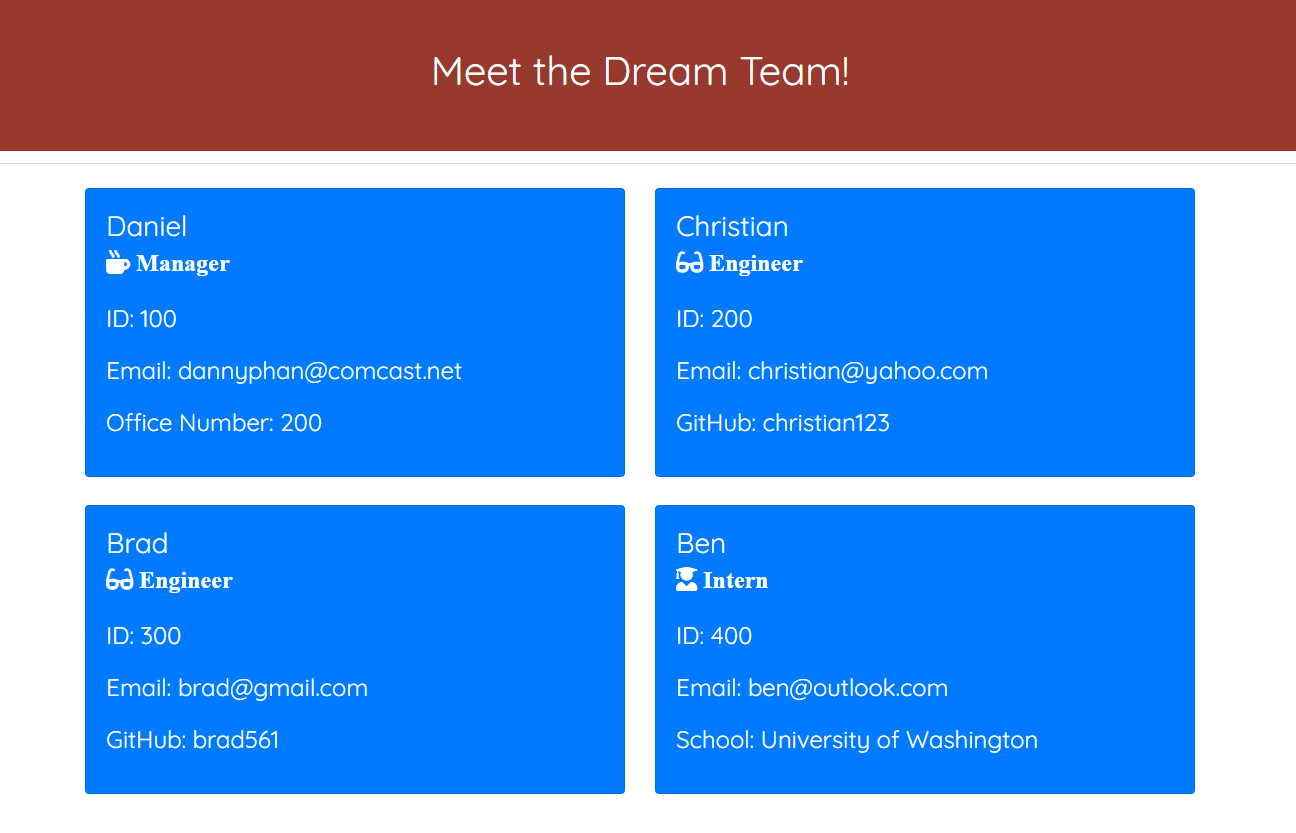 Meet the Dream Team!
Daniel
Manager
ID: 100
Email: dannyphan@comcast.net
Office Number: 200
Christian
Engineer
ID: 200
Email: christian@yahoo.com
GitHub: christian123
Brad
Engineer
ID: 300
Email: brad@gmail.com
GitHub: brad561
Ben
Intern
ID: 400
Email: ben@outlook.com
School: University of Washington